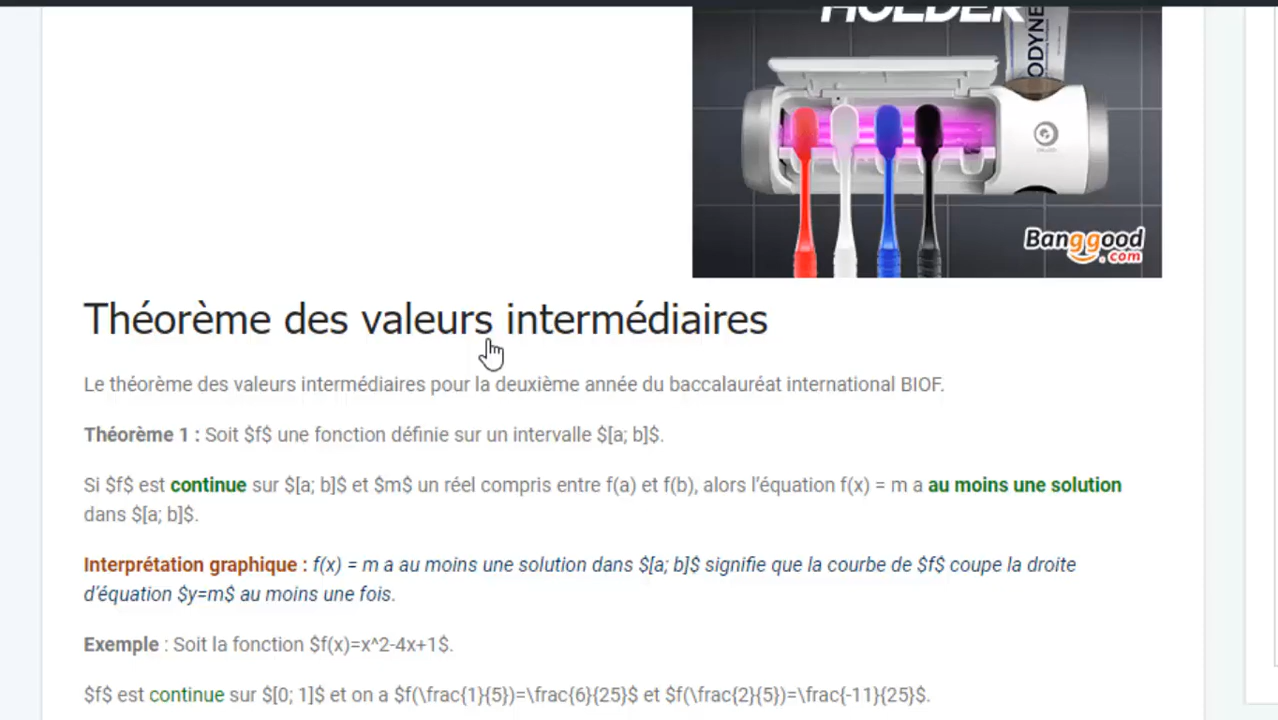 HOLDER
ODYNE
Banggood
.com
Théorème des valeurs intermédiaires
Le théorème des valeurs intermédiaires pour la deuxième année du baccalauréat international BIOF.
Théorème 1 : Soit $f$ une fonction définie sur un intervalle $[a; b]$.
Si $f$ est continue sur $[a; b]$ et $m$ un réel compris entre f(a) et f(b), alors l’équation f(x) = m a au moins une solution
dans $[a; b]$.
Interprétation graphique : f(x) = m a au moins une solution dans $[a; b]$ signifie que la courbe de $f$ coupe la droite
d’équation $y=m$ au moins une fois.
Exemple : Soit la fonction $f(x)=x^2-4x+1$.
$f$ est continue sur $[0; 1]$ et on a $f(\frac{1}{5})=\frac{6}{25}$ et $f(\frac{2}{5})=\frac{-11}{25}$.